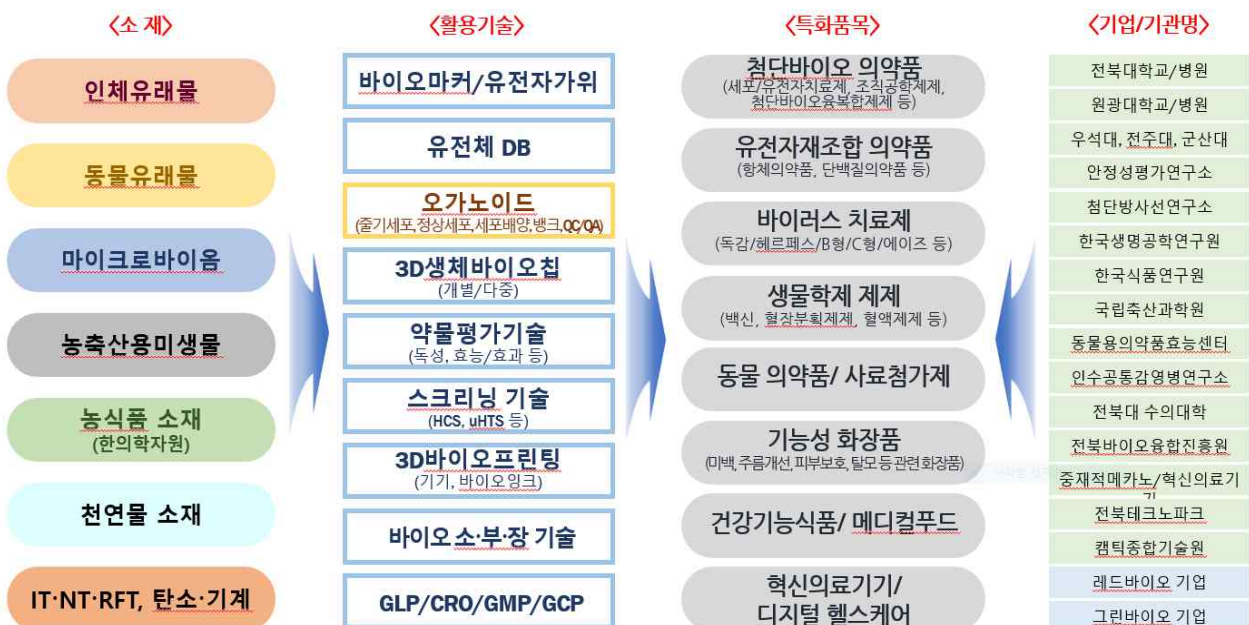 <소 재>
인체유래물
동물유래물
마이크로바이옴
농축산용미생물
농식품 소재
(한의학자원)
천연물 소재
IT·NT·RFT, 탄소·기계
<활용기술>
바이오마커/유전자가위
유전체 DB
오가노이드
(줄기세포,정상세포,세포배양,뱅크,QC/QA)
3D생체바이오칩
(개별/다중)
약물평가기술
(독성, 효능/효과 등)
스크리닝 기술
(HCS, uHTS 등)
3D바이오프린팅
(기기, 바이오잉크)
바이오 소·부·장 기술
GLP/CRO/GMP/GCP
<특화품목>
첨단바이오 의약품
(세포/유전자치료제, 조직공학제제,
첨단바이오융복합제제 등)
유전자재조합 의약품
(항체의약품, 단백질의약품 등)
바이러스 치료제
(독감/헤르페스/B형/C형/에이즈 등)
생물학제 제제
(백신, 혈장분획제제, 혈액제제 등)
동물 의약품/ 사료첨가제
기능성 화장품
(미백,주름개선,피부보호,탈모 등 관련 화장품)
건강기능식품/ 메디컬푸드
혁신의료기기/
디지털 헬스케어
<기업/기관명>
전북대학교/병원
원광대학교/병원
우석대, 전주대, 군산대
안정성평가연구소
첨단방사선연구소
한국생명공학연구원
한국식품연구원
국립축산과학원
동물용의약품효능센터
인수공통감영병연구소
전북대 수의대학
전북바이오융합진흥원
중재적메카노/혁신의료기
전북테크노파크
캠틱종합기술원
레드바이오 기업
그린바이오 기업